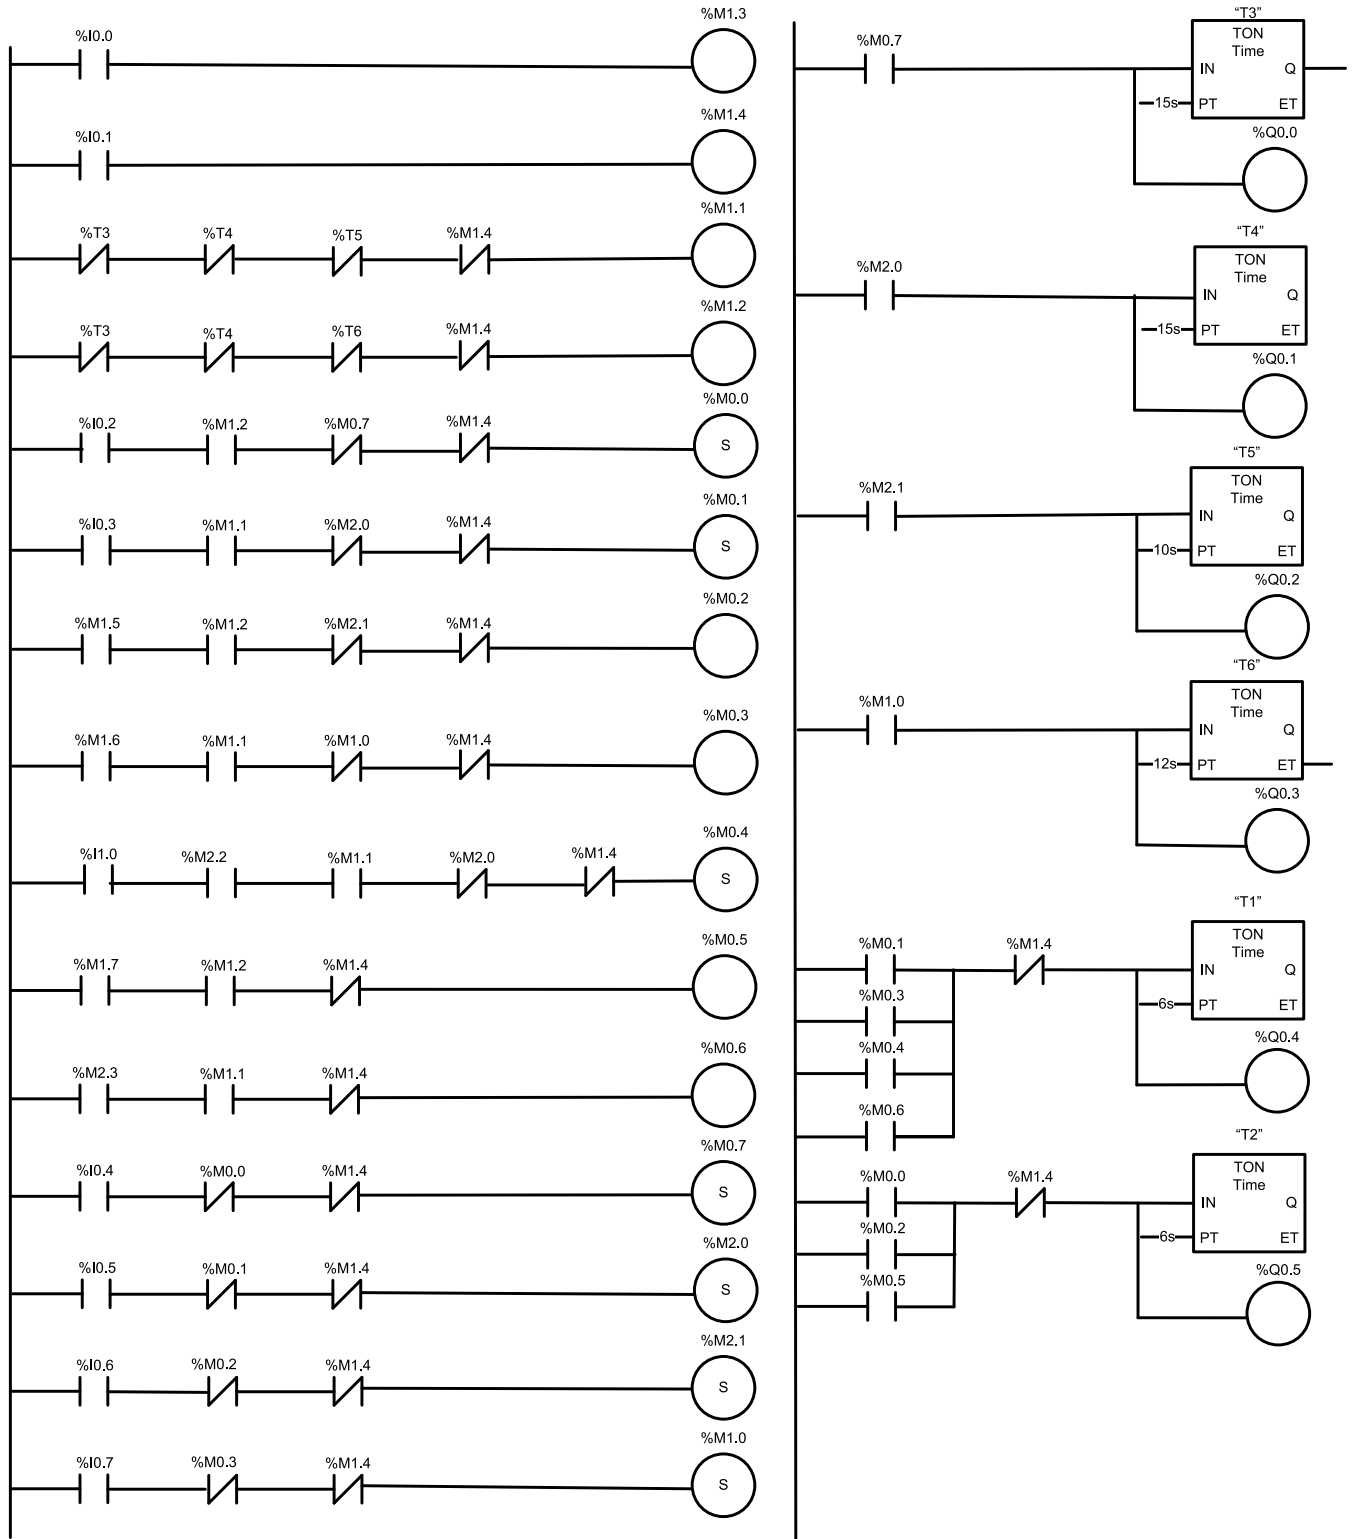 %M1.3
%I0.0
%M1.4
%I0.1
%M1.1
%T3 %T4 %T5 %M1.4
%M1.2
%T3 %T4 %T6 %M1.4
%M0.0
%I0.2 %M1.2 %M0.7 %M1.4
S
%M0.1
%I0.3 %M1.1 %M2.0 %M1.4
S
%M0.2
%M1.5 %M1.2 %M2.1 %M1.4
%M0.3
%M1.6 %M1.1 %M1.0 %M1.4
%M0.4
%I1.0 %M2.2 %M1.1 %M2.0 %M1.4
S
%M0.5
%M1.7 %M1.2 %M1.4
%M0.6
%M2.3 %M1.1 %M1.4
%M0.7
%I0.4 %M0.0 %M1.4
S
%M2.0
%I0.5 %M0.1 %M1.4
S
%M2.1
%I0.6 %M0.2 %M1.4
S
%M1.0
%I0.7 %M0.3 %M1.4
S
“T3”
TON
Time
%M0.7
IN Q
15s PT ET
%Q0.0
“T4”
TON
Time
%M2.0
IN Q
15s PT ET
%Q0.1
“T5”
TON
Time
%M2.1
IN Q
10s PT ET
%Q0.2
“T6”
TON
Time
%M1.0
IN Q
12s PT ET
%Q0.3
“T1”
TON
Time
%M0.1 %M1.4
IN Q
%M0.3
6s PT ET
%Q0.4
%M0.4
%M0.6
“T2”
TON
Time
%M0.0 %M1.4
IN Q
%M0.2
6s PT ET
%Q0.5
%M0.5